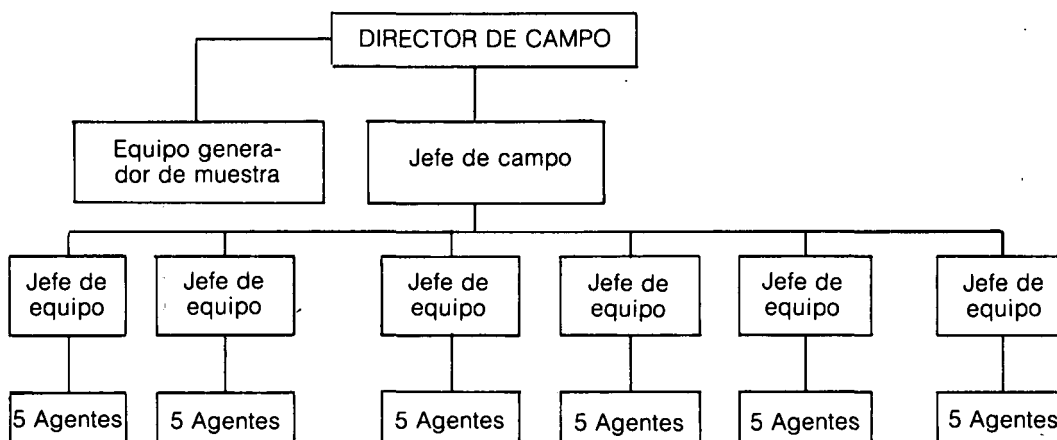 DIRECTOR DE CAMPO
Equipo genera-
dor de muestra
Jefe de campo
Jefe de
equipo
Jefe de
equipo
Jefe de
equipo
Jefe de
equipo
Jefe de
equipo
Jefe de
equipo
5 Agentes
5 Agentes
5 Agentes
5 Agentes
5 Agentes
5 Agentes